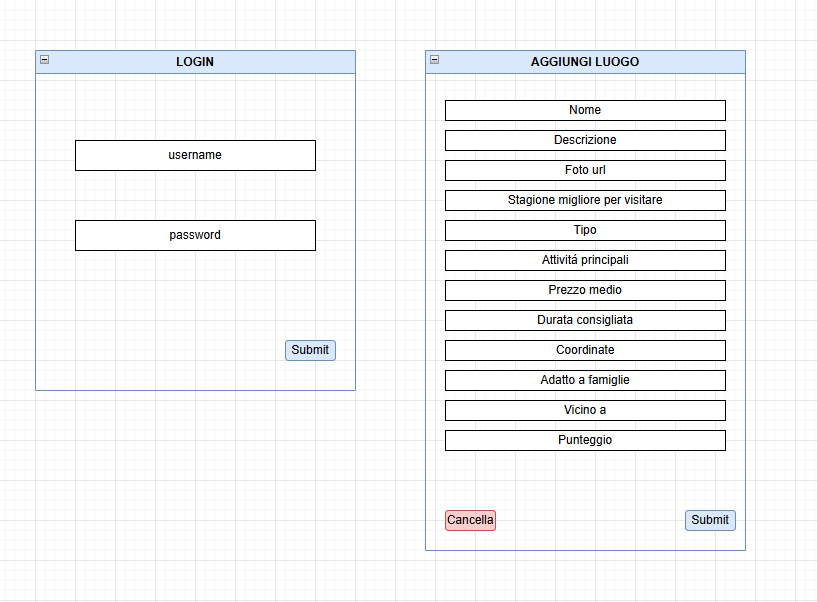 LOGIN
username
password
Submit
AGGIUNGI LUOGO
Nome
Descrizione
Foto url
Stagione migliore per visitare
Tipo
Attivitá principali
Prezzo medio
Durata consigliata
Coordinate
Adatto a famiglie
Vicino a
Punteggio
Cancella
Submit